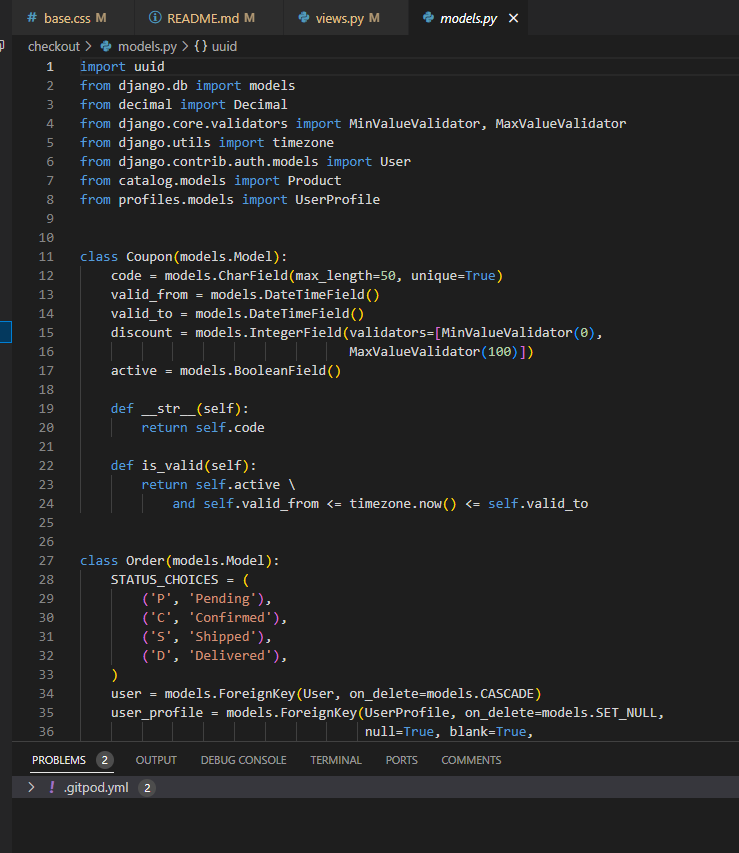 # base.css M
README.md M
views.py M
models.py
checkout > models.py > {} uuid
1 import uuid
2 from django.db import models
3 from decimal import Decimal
4 from django.core.validators import MinValueValidator, MaxValueValidator
5 from django.utils import timezone
6 from django.contrib.auth.models import User
7 from catalog.models import Product
8 from profiles.models import UserProfile
9
10
11 class Coupon(models.Model):
12     code = models.CharField(max_length=50, unique=True)
13     valid_from = models.DateTimeField()
14     valid_to = models.DateTimeField()
15     discount = models.IntegerField(validators=[MinValueValidator(0),
16                                    MaxValueValidator(100)])
17     active = models.BooleanField()
18
19     def __str__(self):
20         return self.code
21
22     def is_valid(self):
23         return self.active \
24             and self.valid_from <= timezone.now() <= self.valid_to
25
26
27 class Order(models.Model):
28     STATUS_CHOICES = (
29         ('P', 'Pending'),
30         ('C', 'Confirmed'),
31         ('S', 'Shipped'),
32         ('D', 'Delivered'),
33     )
34     user = models.ForeignKey(User, on_delete=models.CASCADE)
35     user_profile = models.ForeignKey(UserProfile, on_delete=models.SET_NULL,
36                                      null=True, blank=True,
PROBLEMS 2 OUTPUT DEBUG CONSOLE TERMINAL PORTS COMMENTS
> ! .gitpod.yml 2